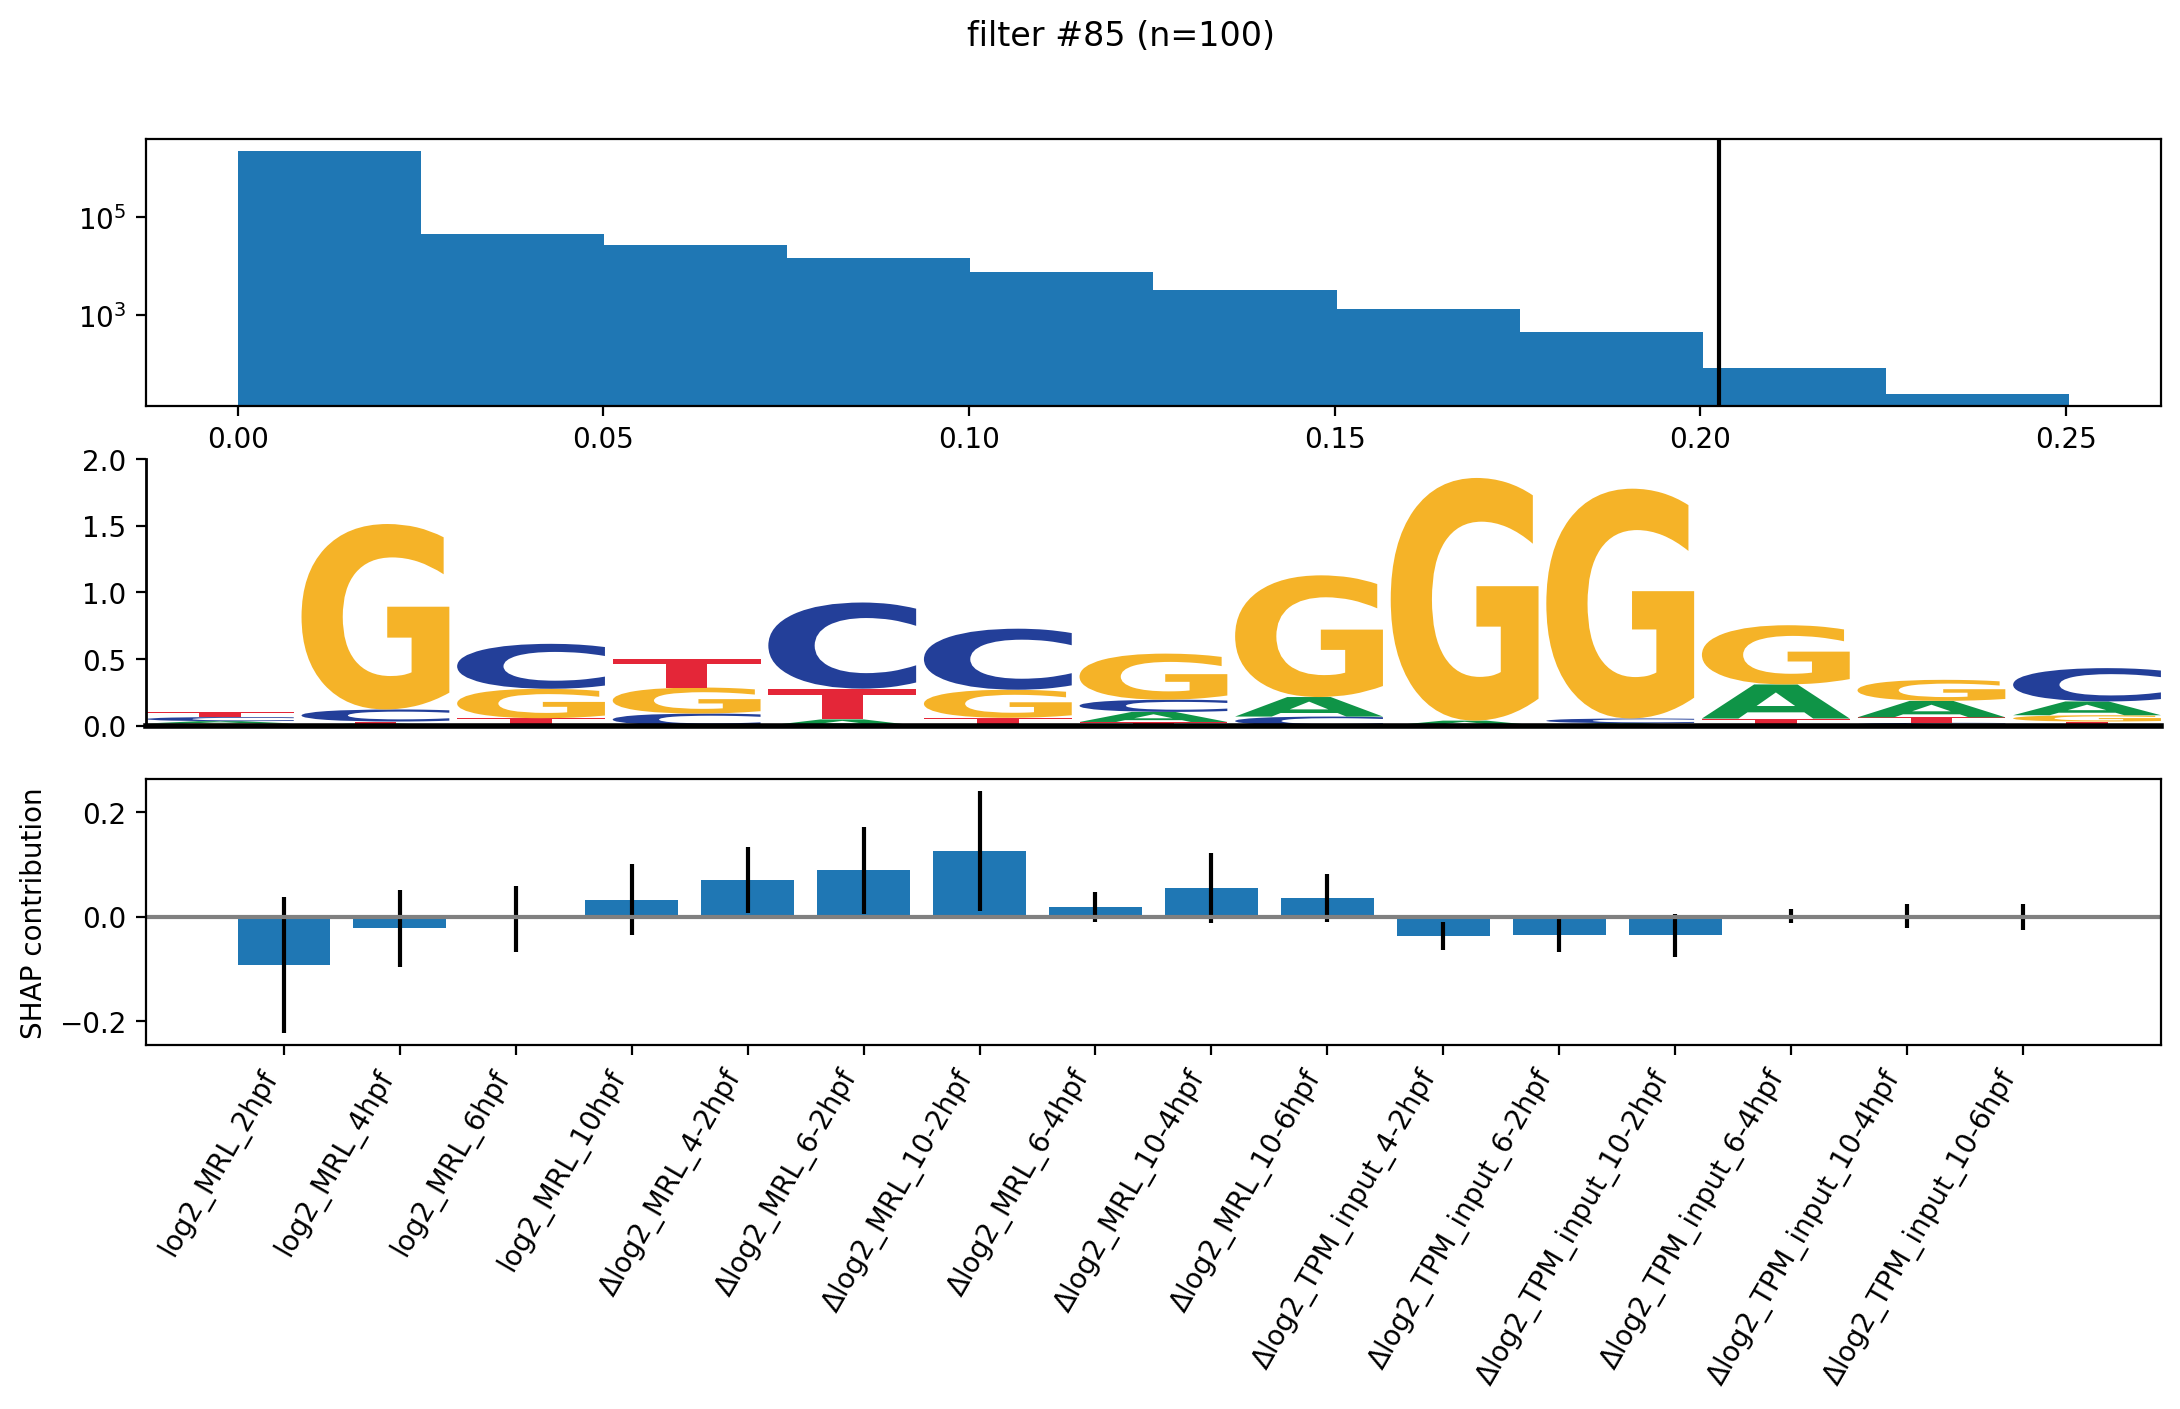 filter #85 (n=100)
10^5
10^3
0.00 0.05 0.10 0.15 0.20 0.25
2.0
1.5
1.0
0.5
0.0
SHAP contribution
0.2
0.0
−0.2
log2_MRL_2hpf
log2_MRL_4hpf
log2_MRL_6hpf
log2_MRL_10hpf
Δlog2_MRL_4-2hpf
Δlog2_MRL_6-2hpf
Δlog2_MRL_10-2hpf
Δlog2_MRL_6-4hpf
Δlog2_MRL_10-4hpf
Δlog2_MRL_10-6hpf
Δlog2_TPM_input_4-2hpf
Δlog2_TPM_input_6-2hpf
Δlog2_TPM_input_10-2hpf
Δlog2_TPM_input_6-4hpf
Δlog2_TPM_input_10-4hpf
Δlog2_TPM_input_10-6hpf